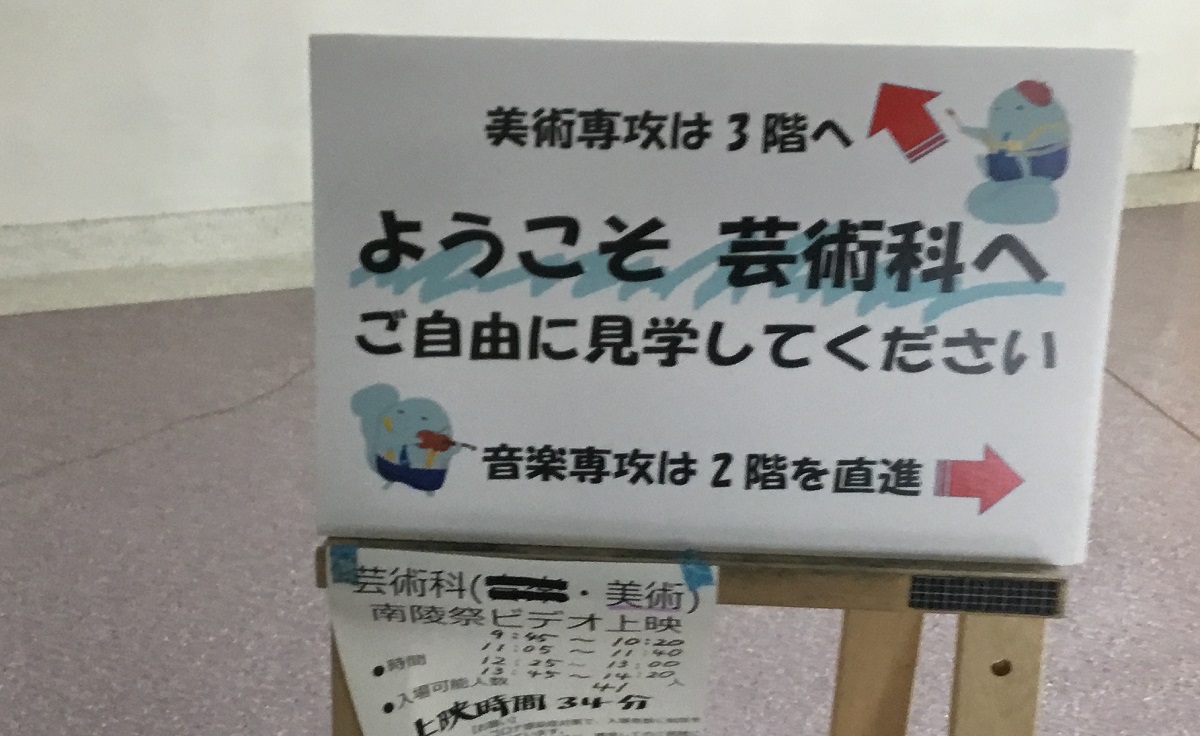 美術専攻は3階へ
ようこそ 芸術科へ
ご自由に見学してください
音楽専攻は2階を直進
芸術科( ・美術)
南陵祭ビデオ上映
●時間
9:45 ～ 10:20
11:05 ～ 11:40
12:25 ～ 13:00
13:45 ～ 14:20
●入場可能人数 41人
上映時間34分